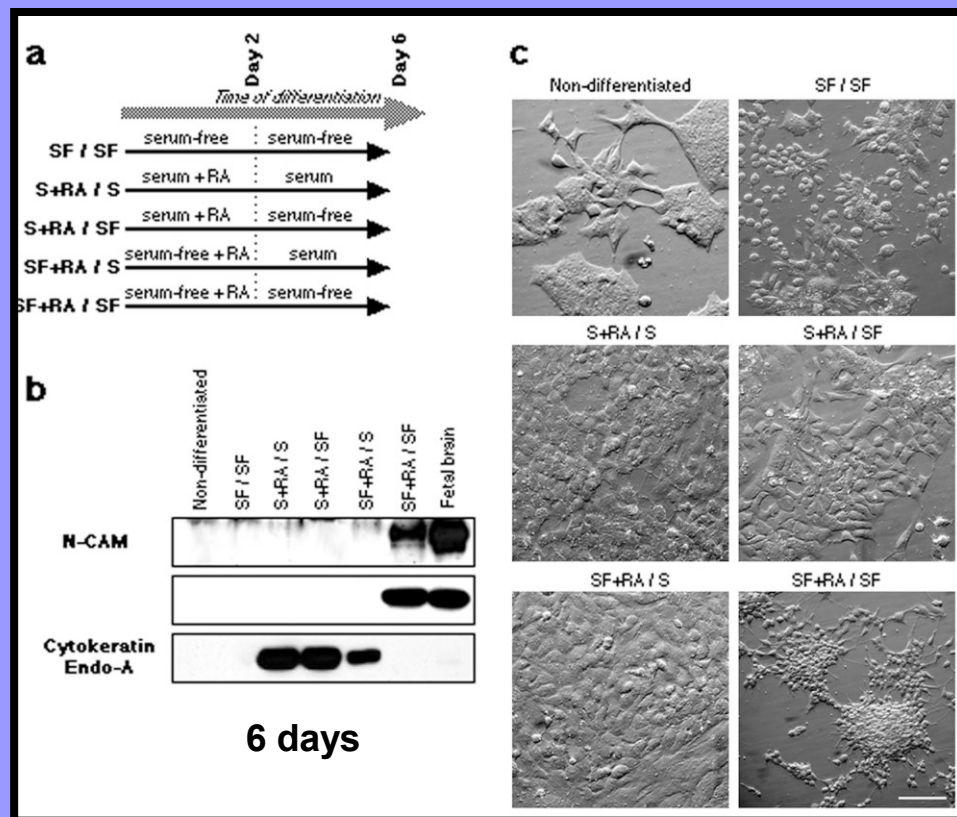 a
Day 2
Day 6
Time of differentiation
SF / SF
serum-free
serum-free
S+RA / S
serum +RA
serum
S+RA / SF
serum +RA
serum-free
SF+RA / S
serum-free +RA
serum
SF+RA / SF
serum-free +RA
serum-free
b
Non-differentiated
SF / SF
S+RA / S
S+RA / SF
SF+RA / S
SF+RA / SF
Fetal brain
N-CAM
Cytokeratin
Endo-A
6 days
c
Non-differentiated
SF / SF
S+RA / S
S+RA / SF
SF+RA / S
SF+RA / SF